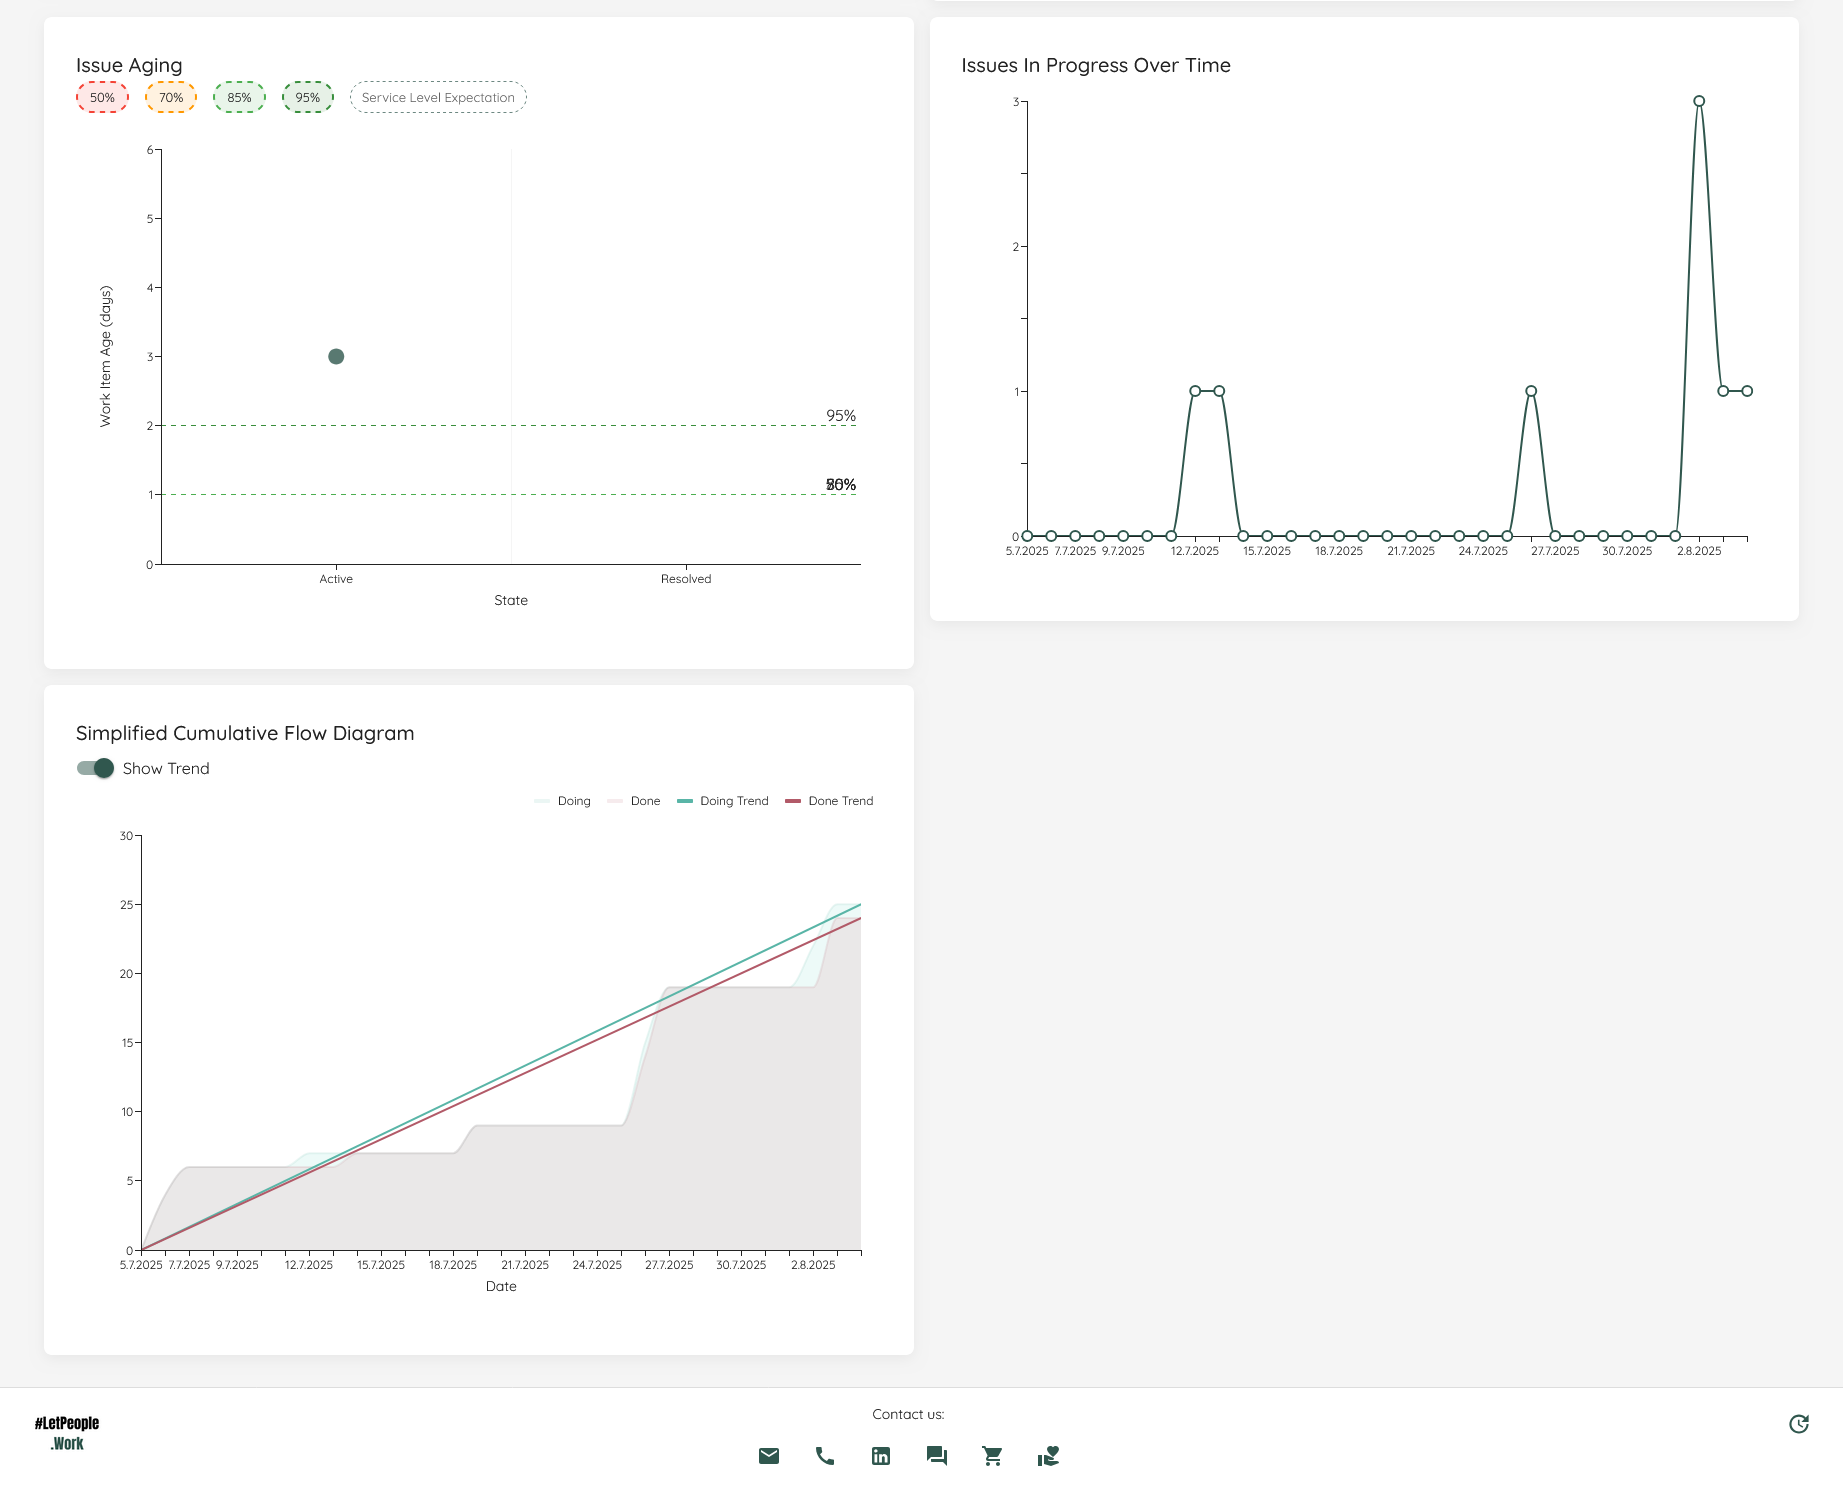 Issue Aging
50% 70% 85% 95% Service Level Expectation
6
5
4
3
2
1
0
Work Item Age (days)
95%
Active Resolved
State
Issues In Progress Over Time
3
2
1
0
5.7.2025 7.7.2025 9.7.2025 12.7.2025 15.7.2025 18.7.2025 21.7.2025 24.7.2025 27.7.2025 30.7.2025 2.8.2025
Simplified Cumulative Flow Diagram
Show Trend
Doing Done Doing Trend Done Trend
30
25
20
15
10
5
0
5.7.2025 7.7.2025 9.7.2025 12.7.2025 15.7.2025 18.7.2025 21.7.2025 24.7.2025 27.7.2025 30.7.2025 2.8.2025
Date
#LetPeople
.Work
Contact us:
in